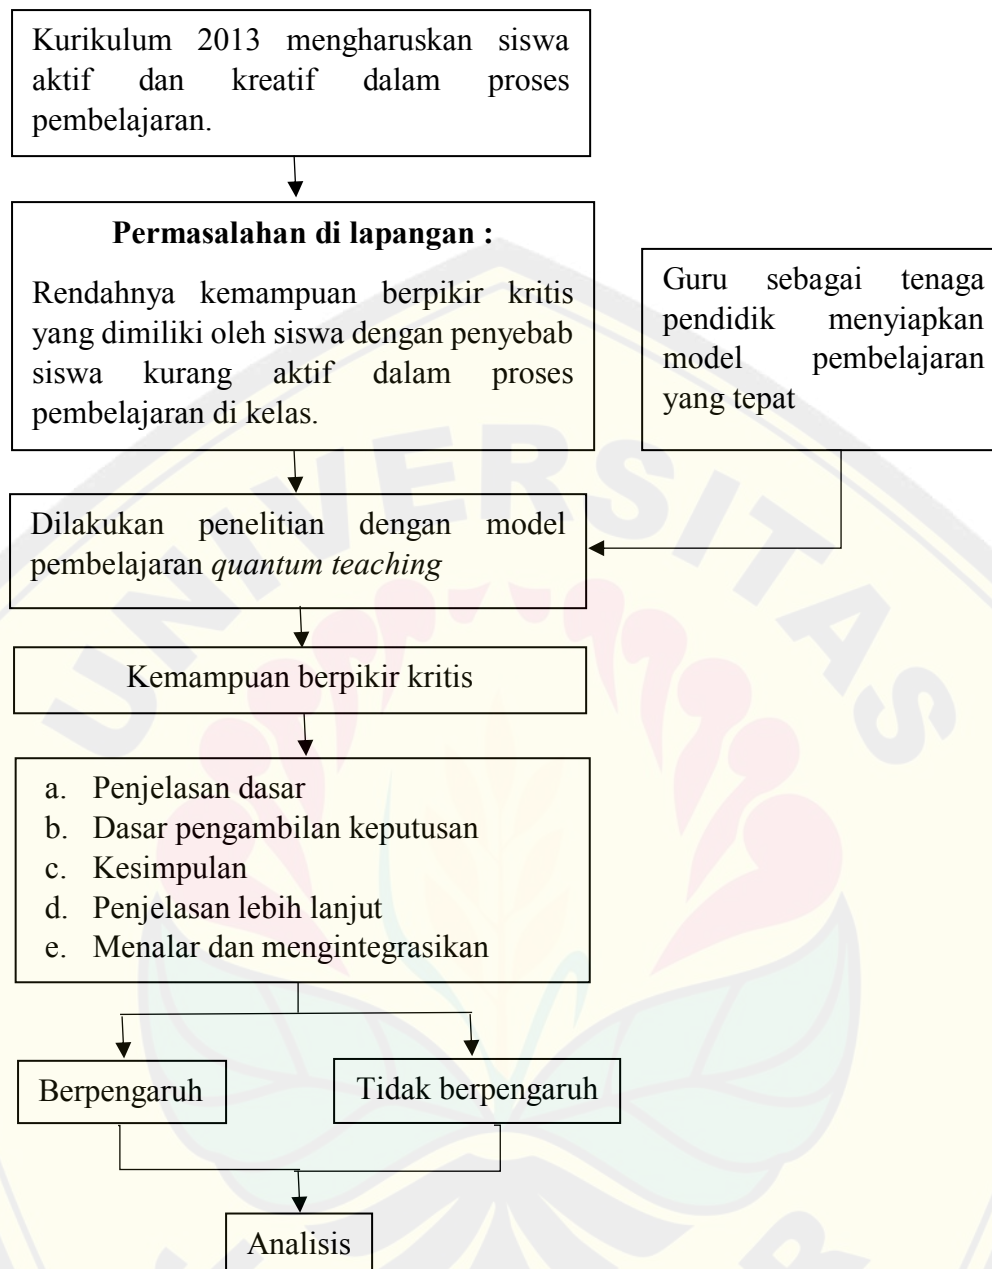 Kurikulum 2013 mengharuskan siswa
aktif dan kreatif dalam proses
pembelajaran.
Permasalahan di lapangan :
Rendahnya kemampuan berpikir kritis
yang dimiliki oleh siswa dengan penyebab
siswa kurang aktif dalam proses
pembelajaran di kelas.
Guru sebagai tenaga
pendidik menyiapkan
model pembelajaran
yang tepat
Dilakukan penelitian dengan model
pembelajaran quantum teaching
Kemampuan berpikir kritis
a. Penjelasan dasar
b. Dasar pengambilan keputusan
c. Kesimpulan
d. Penjelasan lebih lanjut
e. Menalar dan mengintegrasikan
Berpengaruh
Tidak berpengaruh
Analisis
UNIVERSITAS